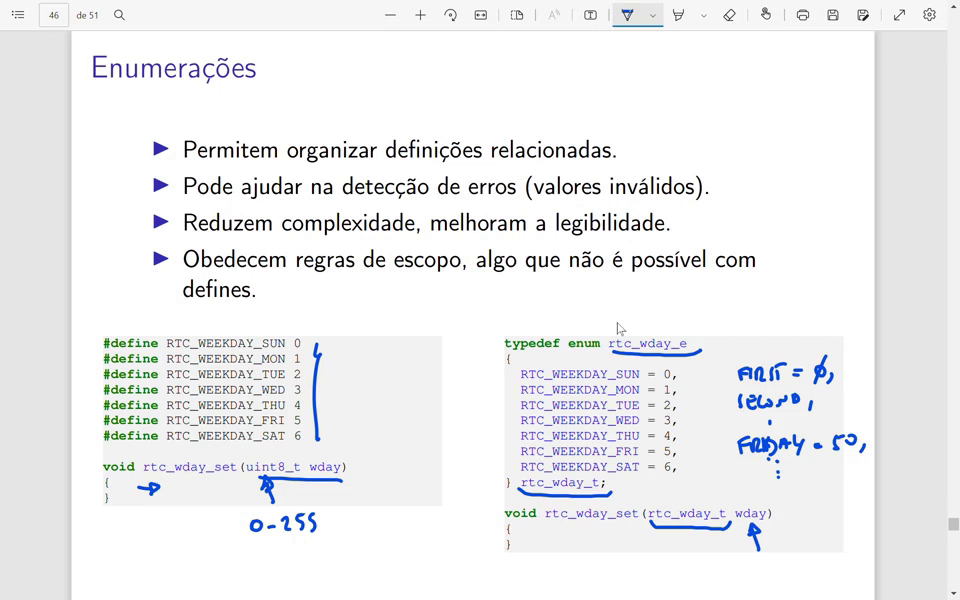 46 de 51
Enumerações
Permitem organizar definições relacionadas.
Pode ajudar na detecção de erros (valores inválidos).
Reduzem complexidade, melhoram a legibilidade.
Obedecem regras de escopo, algo que não é possível com
defines.
#define RTC_WEEKDAY_SUN 0
#define RTC_WEEKDAY_MON 1
#define RTC_WEEKDAY_TUE 2
#define RTC_WEEKDAY_WED 3
#define RTC_WEEKDAY_THU 4
#define RTC_WEEKDAY_FRI 5
#define RTC_WEEKDAY_SAT 6
void rtc_wday_set(uint8_t wday)
{
}
0-255
typedef enum rtc_wday_e
{
RTC_WEEKDAY_SUN = 0,
RTC_WEEKDAY_MON = 1,
RTC_WEEKDAY_TUE = 2,
RTC_WEEKDAY_WED = 3,
RTC_WEEKDAY_THU = 4,
RTC_WEEKDAY_FRI = 5,
RTC_WEEKDAY_SAT = 6,
} rtc_wday_t;
void rtc_wday_set(rtc_wday_t wday)
{
}
FIRST = 0,
SECOND,
= 50,